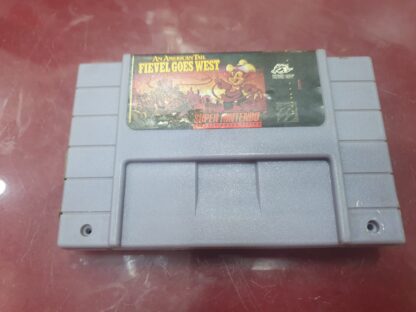 AN AMERICAN TAIL
FIEVEL GOES WEST
SUPER NINTENDO